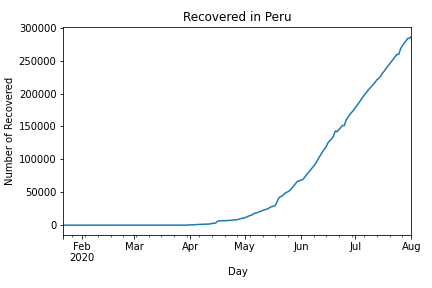 Recovered in Peru
Number of Recovered
300000
250000
200000
150000
100000
50000
0
Feb Mar Apr May Jun Jul Aug
2020
Day